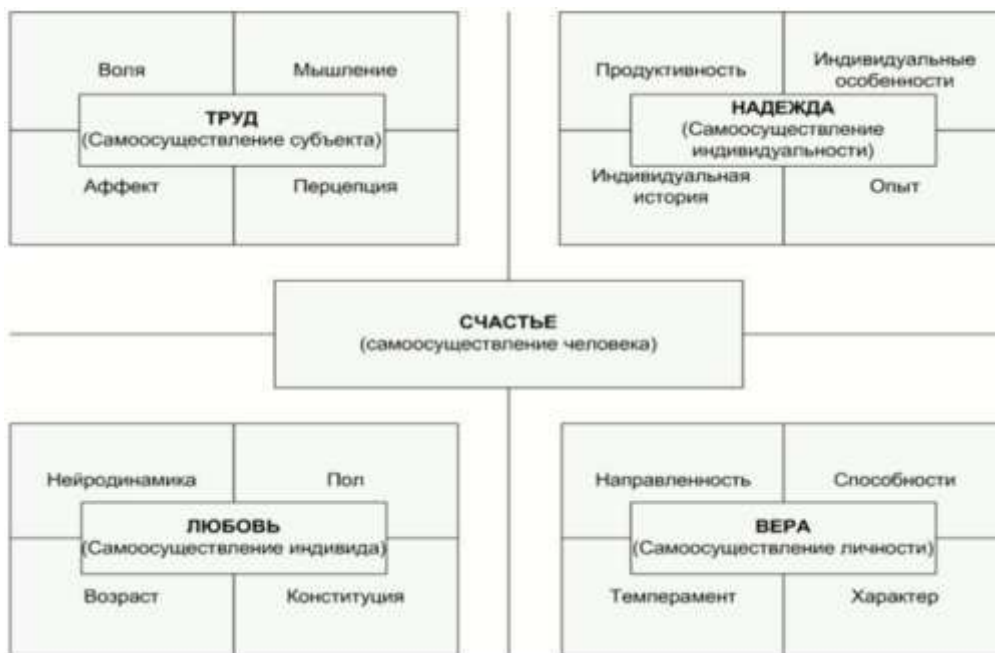 Воля
Мышление
ТРУД
(Самоосуществление субъекта)
Аффект
Перцепция
Продуктивность
Индивидуальные
особенности
НАДЕЖДА
(Самоосуществление
индивидуальности)
Индивидуальная
история
Опыт
СЧАСТЬЕ
(самоосуществление человека)
Нейродинамика
Пол
ЛЮБОВЬ
(Самоосуществление индивида)
Возраст
Конституция
Направленность
Способности
ВЕРА
(Самоосуществление личности)
Темперамент
Характер